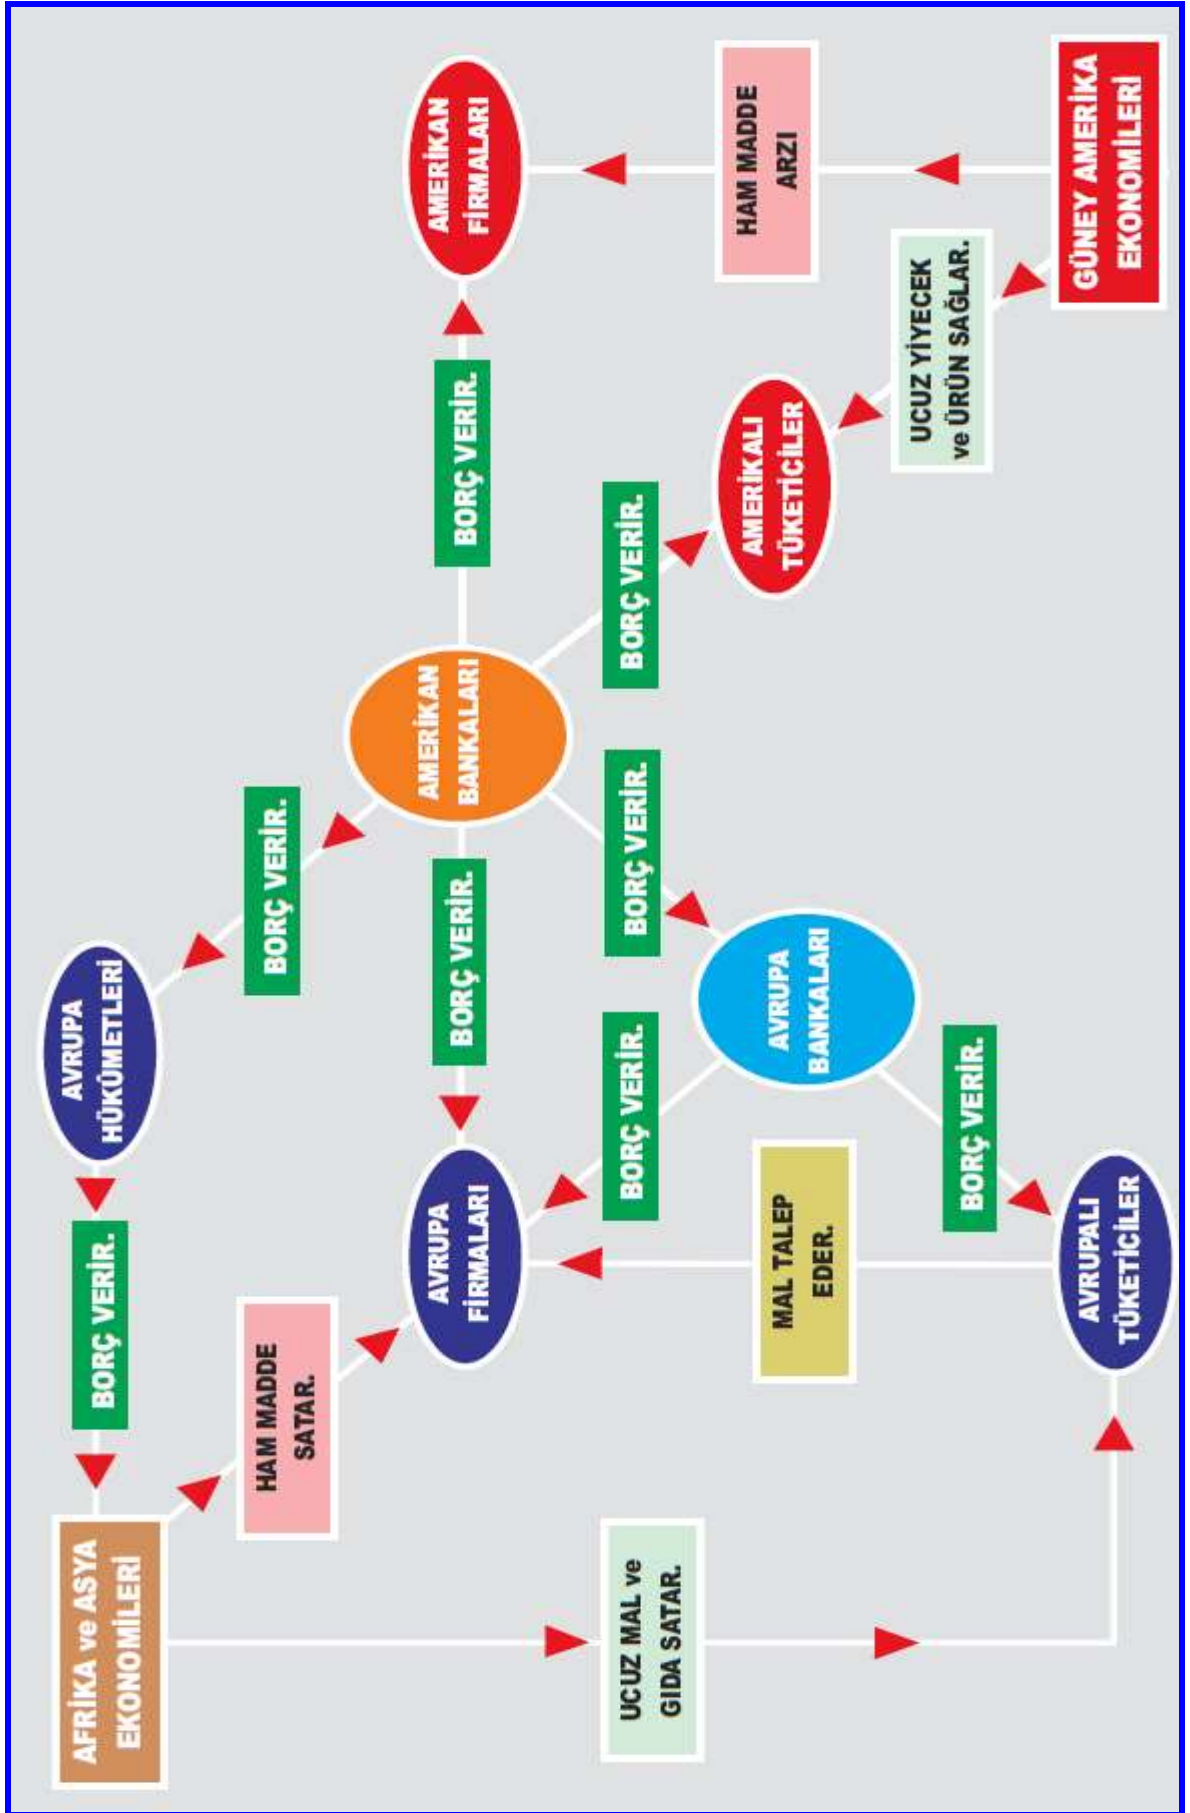 AFRİKA ve ASYA
EKONOMİLERİ
BORÇ VERİR.
AVRUPA
HÜKÛMETLERİ
HAM MADDE
SATAR.
BORÇ VERİR.
AVRUPA
FİRMALARI
BORÇ VERİR.
AMERİKAN
BANKALARI
BORÇ VERİR.
AMERİKAN
FİRMALARI
UCUZ MAL ve
GIDA SATAR.
BORÇ VERİR.
BORÇ VERİR.
BORÇ VERİR.
MAL TALEP
EDER.
AVRUPA
BANKALARI
AMERİKALI
TÜKETİCİLER
HAM MADDE
ARZI
BORÇ VERİR.
UCUZ YİYECEK
ve ÜRÜN SAĞLAR.
AVRUPALI
TÜKETİCİLER
GÜNEY AMERİKA
EKONOMİLERİ